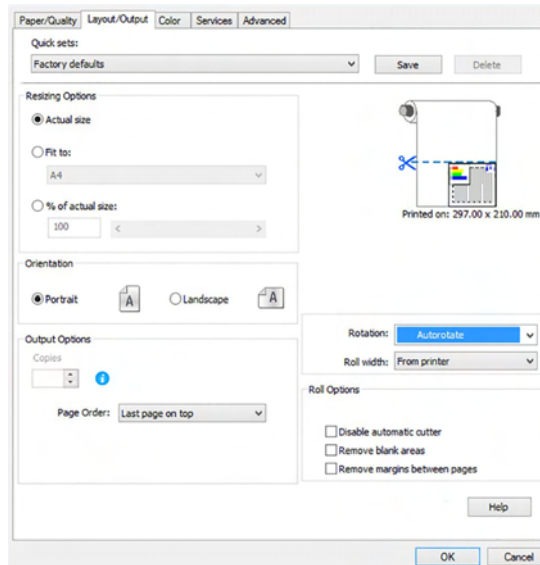 Paper/Quality Layout/Output Color Services Advanced
Quick sets:
Factory defaults Save Delete
Resizing Options
Actual size
Fit to:
A4
% of actual size:
100
Printed on: 297.00 x 210.00 mm
Orientation
Portrait A Landscape A
Rotation: Autorotate
Roll width: From printer
Output Options
Copies
i
Page Order: Last page on top
Roll Options
Disable automatic cutter
Remove blank areas
Remove margins between pages
Help
OK Cancel